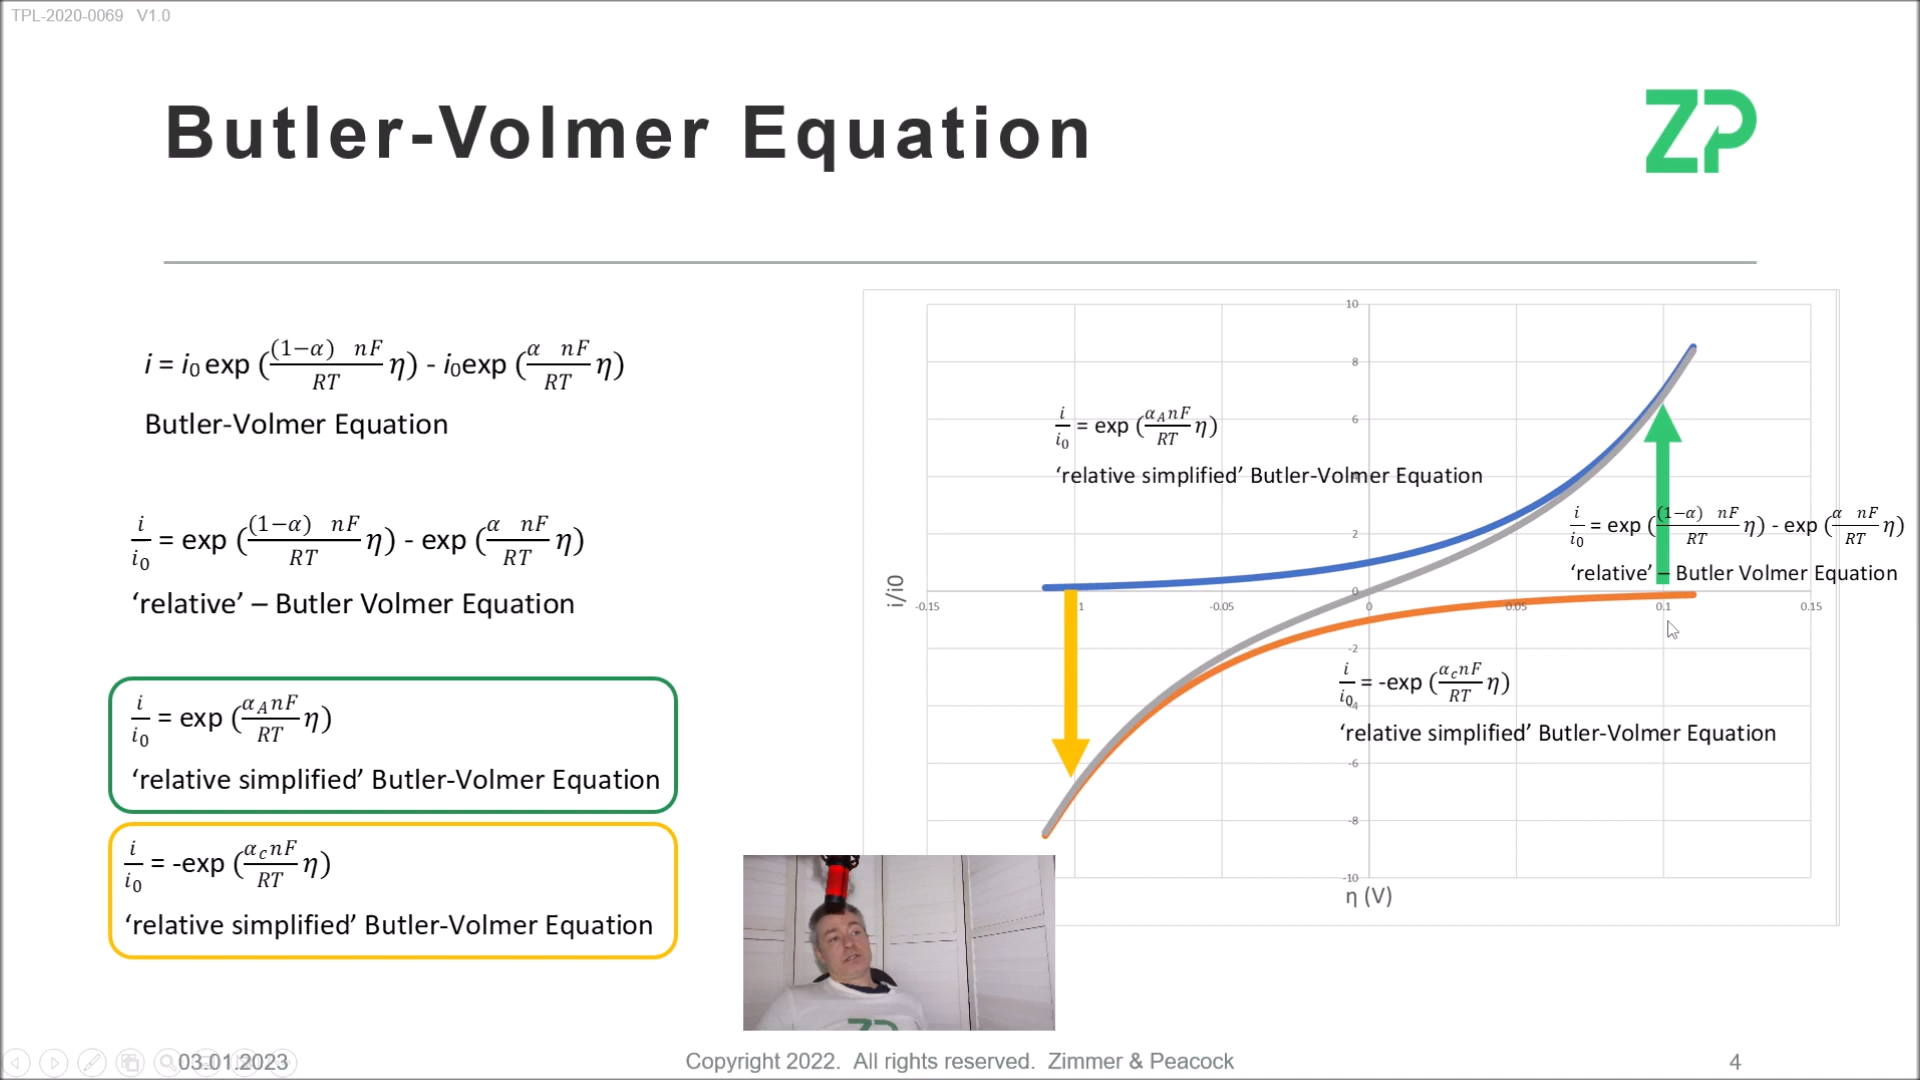 TPL-2020-0069 V1.0
Butler-Volmer Equation
ZP
i = i₀ exp ((1−α) nF/RT η) - i₀exp (α nF/RT η)
Butler-Volmer Equation
i/i₀ = exp ((1−α) nF/RT η) - exp (α nF/RT η)
‘relative’ – Butler Volmer Equation
i/i₀ = exp (α_A nF/RT η)
‘relative simplified’ Butler-Volmer Equation
i/i₀ = -exp (α_c nF/RT η)
‘relative simplified’ Butler-Volmer Equation
10
8
6
4
2
0
-2
-4
-6
-8
-10
i/i0
-0.15
1
-0.05
0
0.05
0.1
0.15
η (V)
i/i₀ = exp (α_A nF/RT η)
‘relative simplified’ Butler-Volmer Equation
i/i₀ = exp ((1−α) nF/RT η) - exp (α nF/RT η)
‘relative’ – Butler Volmer Equation
i/i₀ = -exp (α_c nF/RT η)
‘relative simplified’ Butler-Volmer Equation
ZP
03.01.2023
Copyright 2022. All rights reserved. Zimmer & Peacock
4